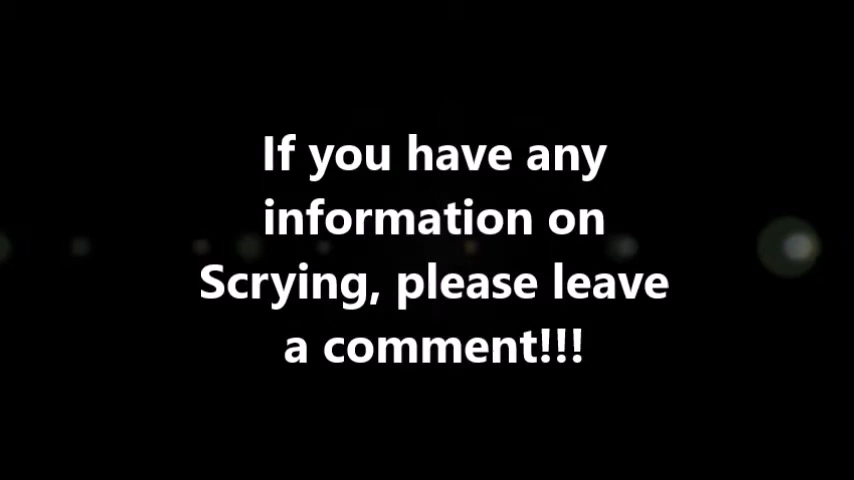 If you have any
information on
Scrying, please leave
a comment!!!